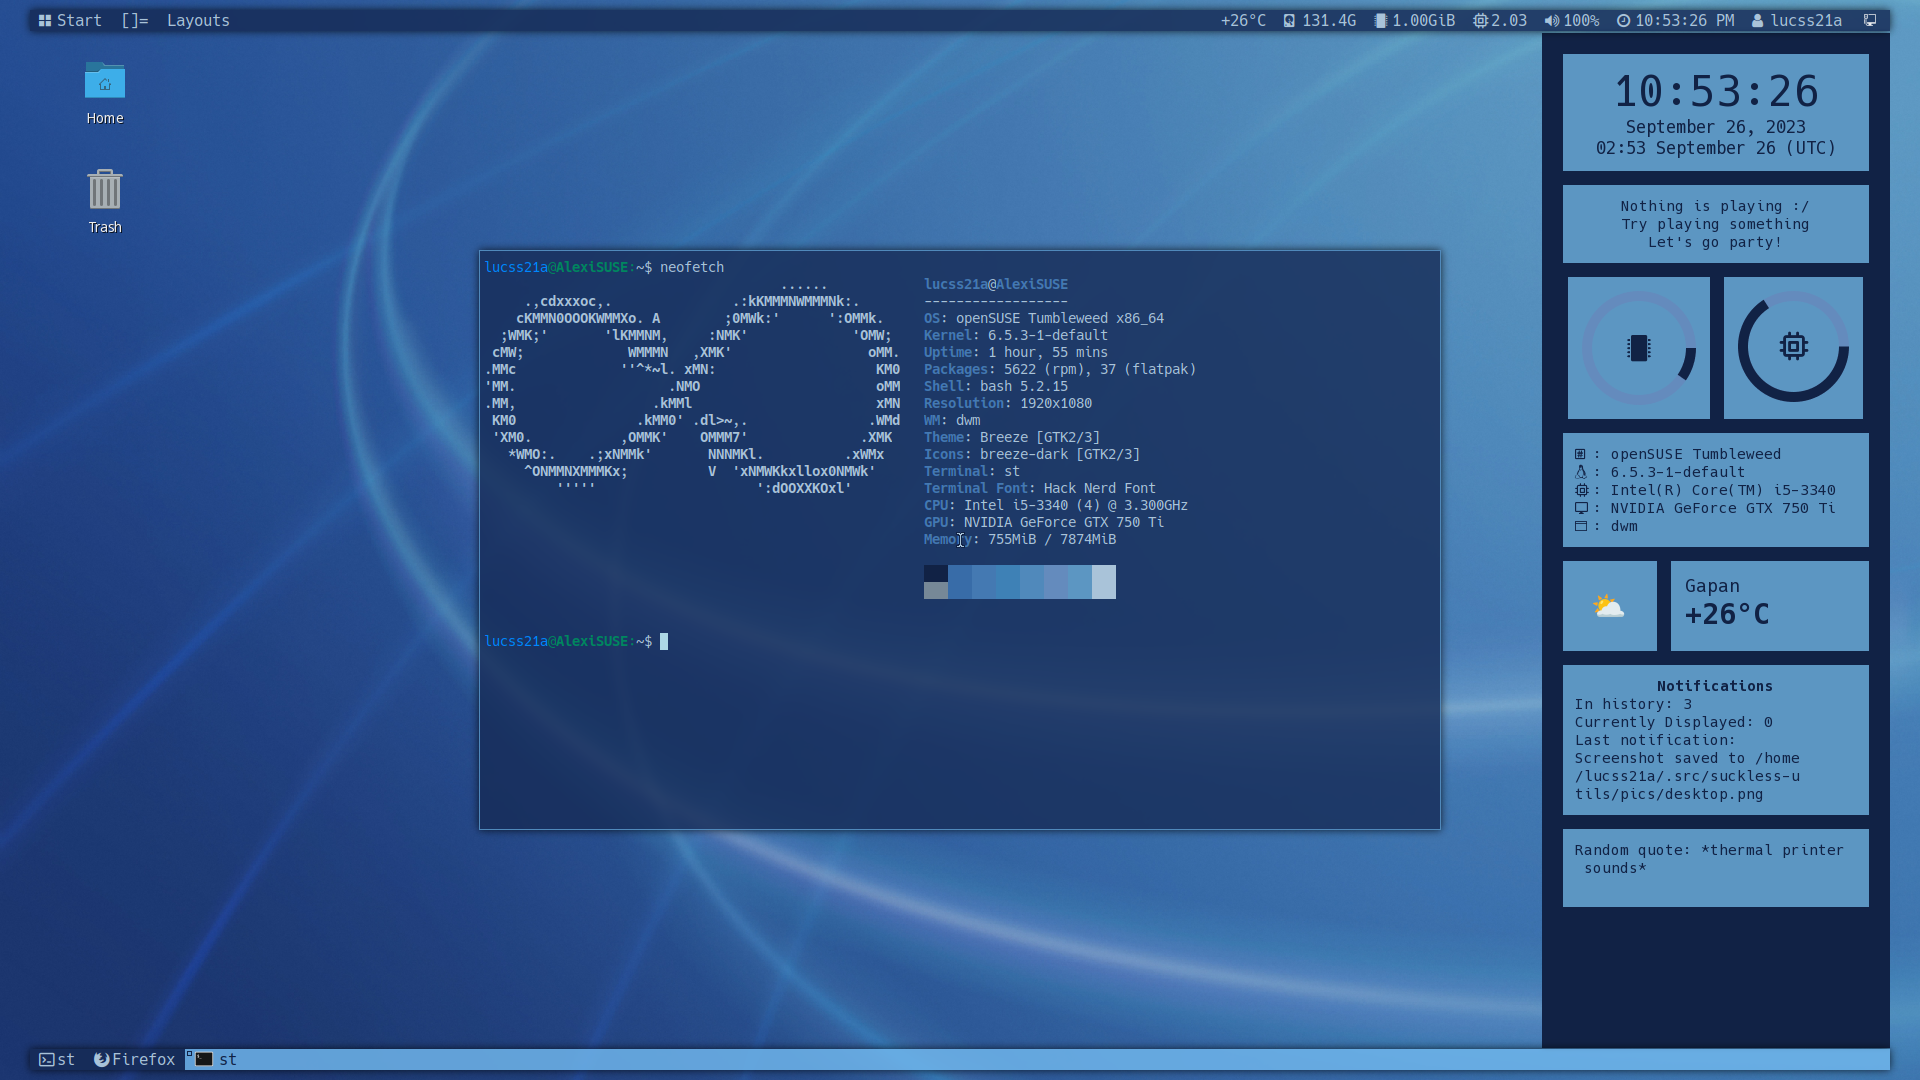 Start []= Layouts
+26°C 131.4G 1.00GiB 2.03 100% 10:53:26 PM lucss21a
Home
Trash
lucss21a@AlexiSUSE:~$ neofetch
......
.,cdxxxoc,. .:kKMMMNWMMMNk:.
cKMMN0OOOKWMMXo. A ;0MWk:' ':OMMk.
;WMK;' 'lKMMNM, :NMK' 'OMW;
cMW; WMMMN ,XMK' oMM.
.MMc ''^*~l. xMN: KM0
'MM. .NMO oMM
.MM, .kMMl xMN
KM0 .kMM0' .dl>~,. .WMd
'XM0. ,OMMK' OMMM7' .XMK
*WMO:. .;xNMMk' NNNMKl. .xWMx
^ONMMNXMMMKx; V 'xNMWKkxllox0NMWk'
''''' ':dOOXXKOxl'
lucss21a@AlexiSUSE
------------------
OS: openSUSE Tumbleweed x86_64
Kernel: 6.5.3-1-default
Uptime: 1 hour, 55 mins
Packages: 5622 (rpm), 37 (flatpak)
Shell: bash 5.2.15
Resolution: 1920x1080
WM: dwm
Theme: Breeze [GTK2/3]
Icons: breeze-dark [GTK2/3]
Terminal: st
Terminal Font: Hack Nerd Font
CPU: Intel i5-3340 (4) @ 3.300GHz
GPU: NVIDIA GeForce GTX 750 Ti
Memory: 755MiB / 7874MiB
lucss21a@AlexiSUSE:~$
10:53:26
September 26, 2023
02:53 September 26 (UTC)
Nothing is playing :/
Try playing something
Let's go party!
: openSUSE Tumbleweed
: 6.5.3-1-default
: Intel(R) Core(TM) i5-3340
: NVIDIA GeForce GTX 750 Ti
: dwm
Gapan
+26°C
Notifications
In history: 3
Currently Displayed: 0
Last notification:
Screenshot saved to /home
/lucss21a/.src/suckless-u
tils/pics/desktop.png
Random quote: *thermal printer
sounds*
st Firefox st